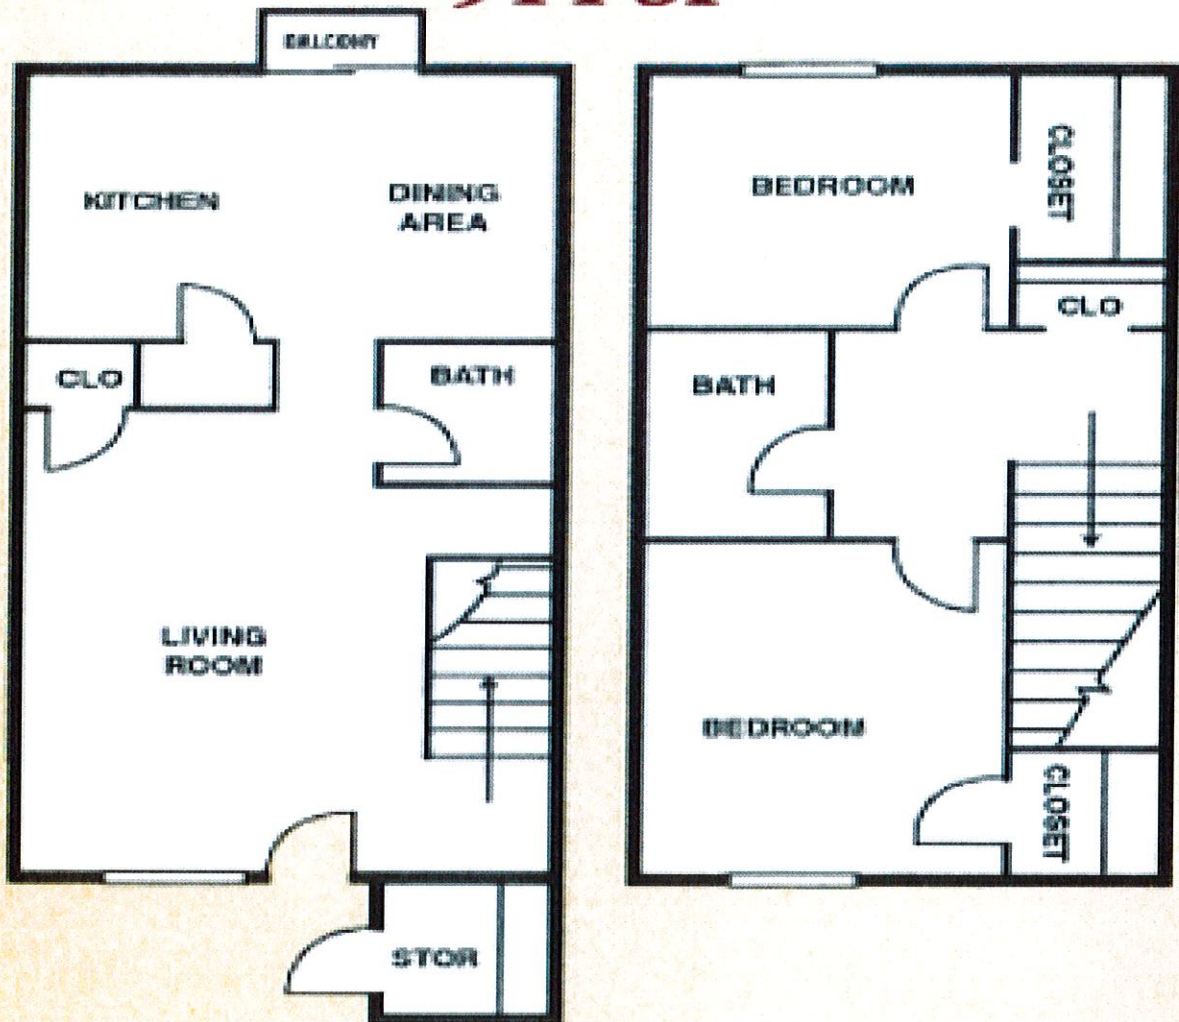 BALCONY
KITCHEN
DINING
AREA
CLO
BATH
LIVING
ROOM
STOR
BEDROOM
CLOSET
CLO
BATH
BEDROOM
CLOSET